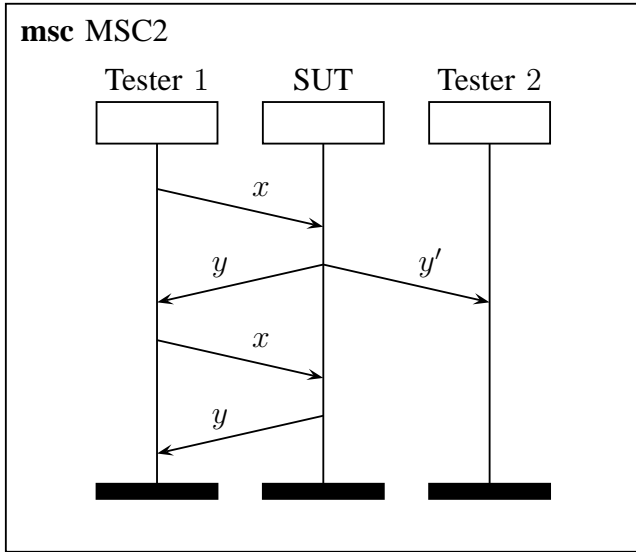 msc MSC2
Tester 1 SUT Tester 2
x
y y′
x
y